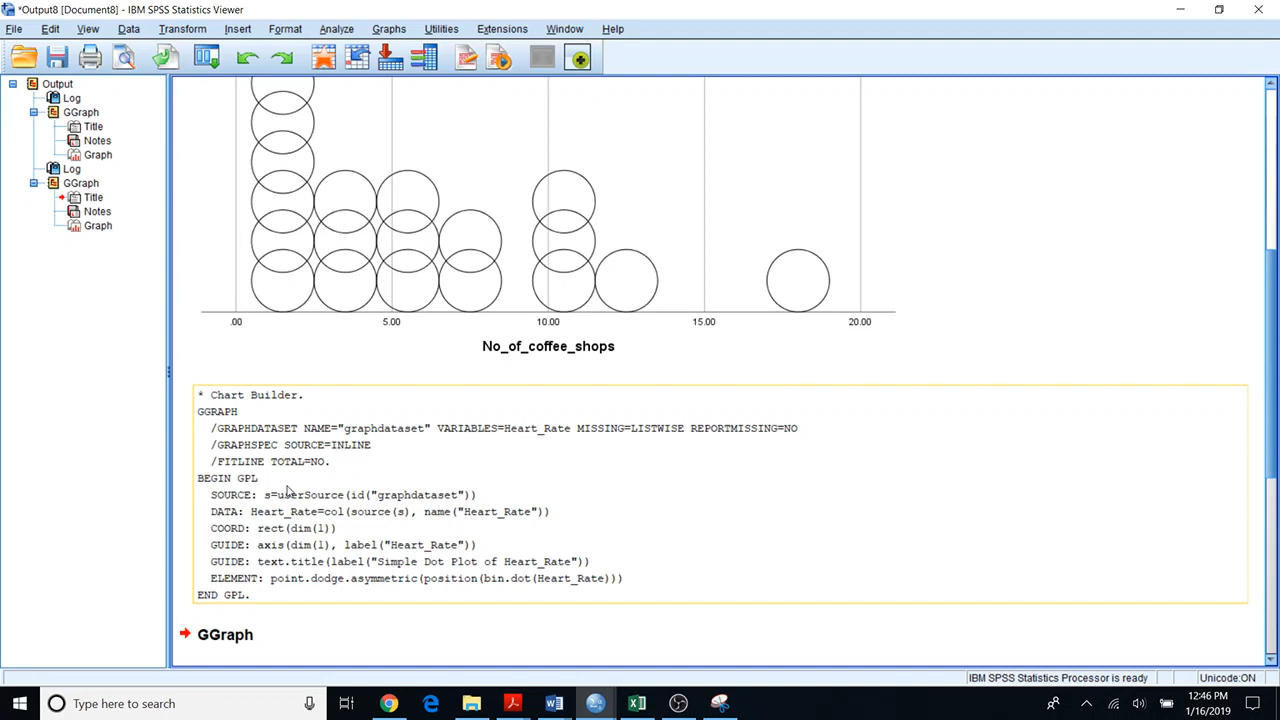 *Output8 [Document8] - IBM SPSS Statistics Viewer
File Edit View Data Transform Insert Format Analyze Graphs Utilities Extensions Window Help
Output
Log
GGraph
Title
Notes
Graph
Log
GGraph
Title
Notes
Graph
.00 5.00 10.00 15.00 20.00
No_of_coffee_shops
* Chart Builder.
GGRAPH
/GRAPHDATASET NAME="graphdataset" VARIABLES=Heart_Rate MISSING=LISTWISE REPORTMISSING=NO
/GRAPHSPEC SOURCE=INLINE
/FITLINE TOTAL=NO.
BEGIN GPL
SOURCE: s=userSource(id("graphdataset"))
DATA: Heart_Rate=col(source(s), name("Heart_Rate"))
COORD: rect(dim(1))
GUIDE: axis(dim(1), label("Heart_Rate"))
GUIDE: text.title(label("Simple Dot Plot of Heart_Rate"))
ELEMENT: point.dodge.asymmetric(position(bin.dot(Heart_Rate)))
END GPL.
GGraph
IBM SPSS Statistics Processor is ready
Unicode:ON
Type here to search
12:46 PM
1/16/2019